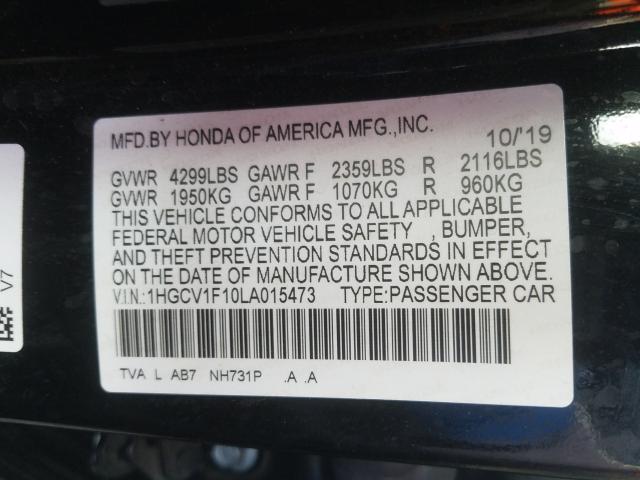 MFD.BY HONDA OF AMERICA MFG.,INC. 10/'19
GVWR 4299LBS GAWR F 2359LBS R 2116LBS
GVWR 1950KG GAWR F 1070KG R 960KG
THIS VEHICLE CONFORMS TO ALL APPLICABLE
FEDERAL MOTOR VEHICLE SAFETY , BUMPER,
AND THEFT PREVENTION STANDARDS IN EFFECT
ON THE DATE OF MANUFACTURE SHOWN ABOVE.
V.I.N.:1HGCV1F10LA015473 TYPE:PASSENGER CAR
TVA L AB7 NH731P .A .A
V7